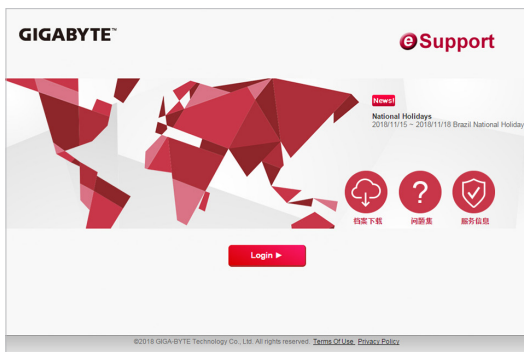 GIGABYTE™
eSupport
News!
National Holidays
2018/11/15 ~ 2018/11/18 Brazil National Holiday
?
档案下载
问题集
服务信息
Login ►
©2018 GIGA-BYTE Technology Co., Ltd. All rights reserved. Terms Of Use Privacy Policy